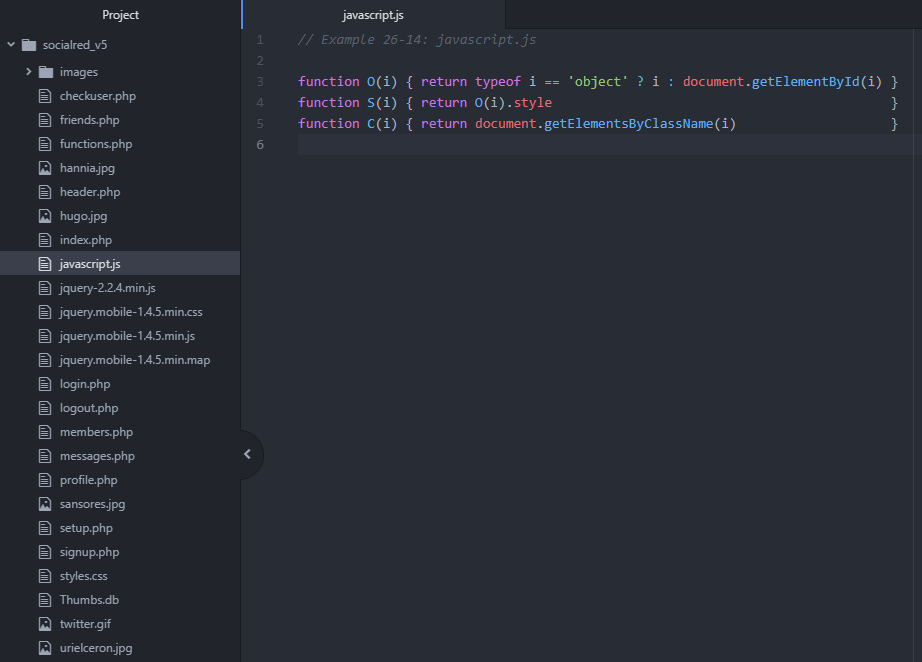 Project
socialred_v5
images
checkuser.php
friends.php
functions.php
hannia.jpg
header.php
hugo.jpg
index.php
javascript.js
jquery-2.2.4.min.js
jquery.mobile-1.4.5.min.css
jquery.mobile-1.4.5.min.js
jquery.mobile-1.4.5.min.map
login.php
logout.php
members.php
messages.php
profile.php
sansores.jpg
setup.php
signup.php
styles.css
Thumbs.db
twitter.gif
urielceron.jpg
javascript.js
1 // Example 26-14: javascript.js
2
3 function O(i) { return typeof i == 'object' ? i : document.getElementById(i) }
4 function S(i) { return O(i).style }
5 function C(i) { return document.getElementsByClassName(i) }
6